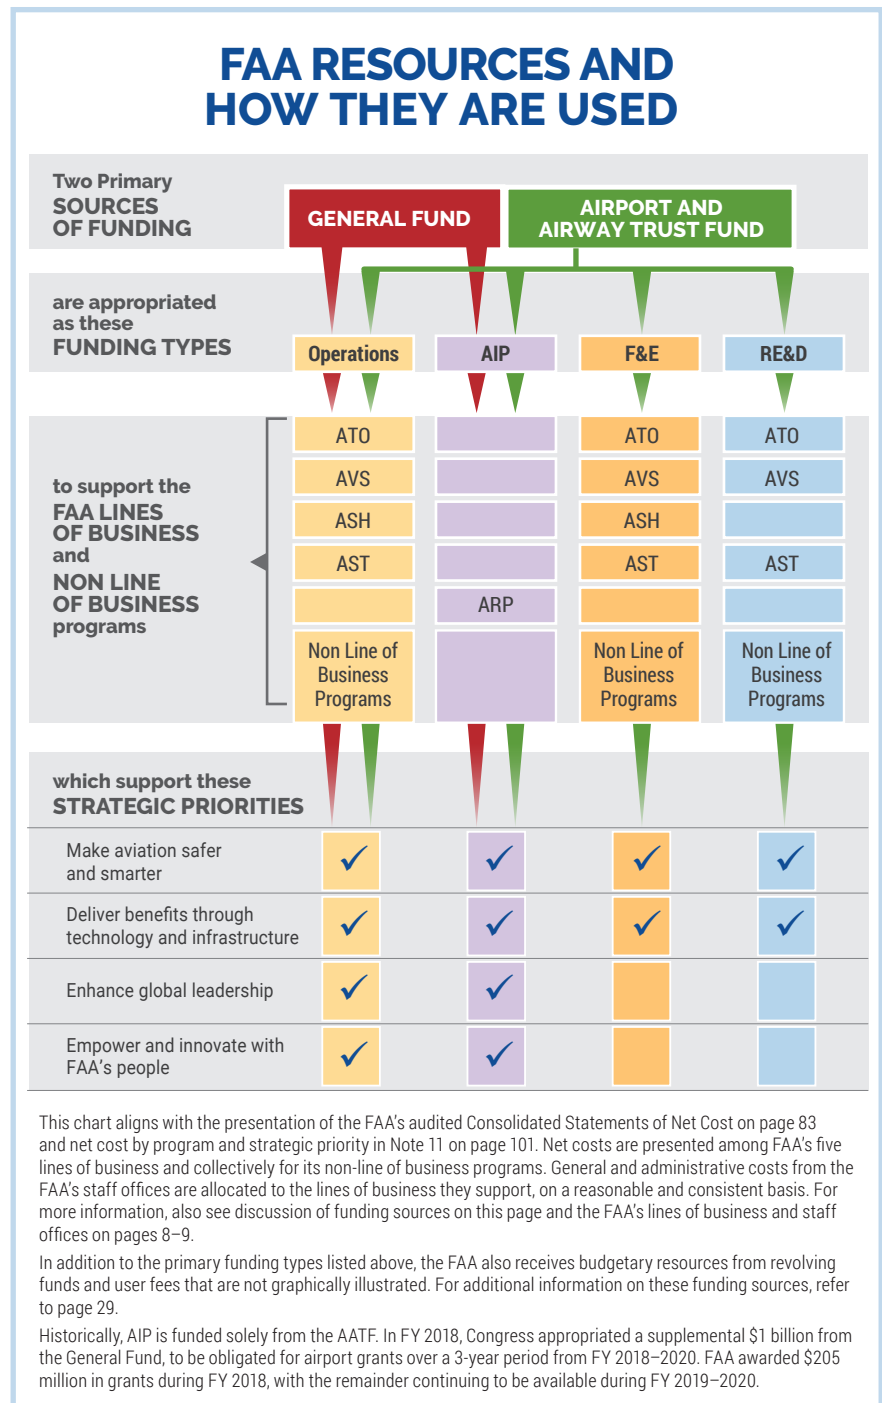 FAA RESOURCES AND
HOW THEY ARE USED
Two Primary
SOURCES
OF FUNDING
GENERAL FUND
AIRPORT AND
AIRWAY TRUST FUND
are appropriated
as these
FUNDING TYPES
Operations
AIP
F&E
RE&D
to support the
FAA LINES
OF BUSINESS
and
NON LINE
OF BUSINESS
programs
ATO
ATO
ATO
AVS
AVS
AVS
ASH
ASH
AST
AST
AST
ARP
Non Line of
Business
Programs
Non Line of
Business
Programs
Non Line of
Business
Programs
which support these
STRATEGIC PRIORITIES
Make aviation safer
and smarter
Deliver benefits through
technology and infrastructure
Enhance global leadership
Empower and innovate with
FAA's people
This chart aligns with the presentation of the FAA's audited Consolidated Statements of Net Cost on page 83
and net cost by program and strategic priority in Note 11 on page 101. Net costs are presented among FAA's five
lines of business and collectively for its non-line of business programs. General and administrative costs from the
FAA's staff offices are allocated to the lines of business they support, on a reasonable and consistent basis. For
more information, also see discussion of funding sources on this page and the FAA's lines of business and staff
offices on pages 8–9.
In addition to the primary funding types listed above, the FAA also receives budgetary resources from revolving
funds and user fees that are not graphically illustrated. For additional information on these funding sources, refer
to page 29.
Historically, AIP is funded solely from the AATF. In FY 2018, Congress appropriated a supplemental $1 billion from
the General Fund, to be obligated for airport grants over a 3-year period from FY 2018–2020. FAA awarded $205
million in grants during FY 2018, with the remainder continuing to be available during FY 2019–2020.